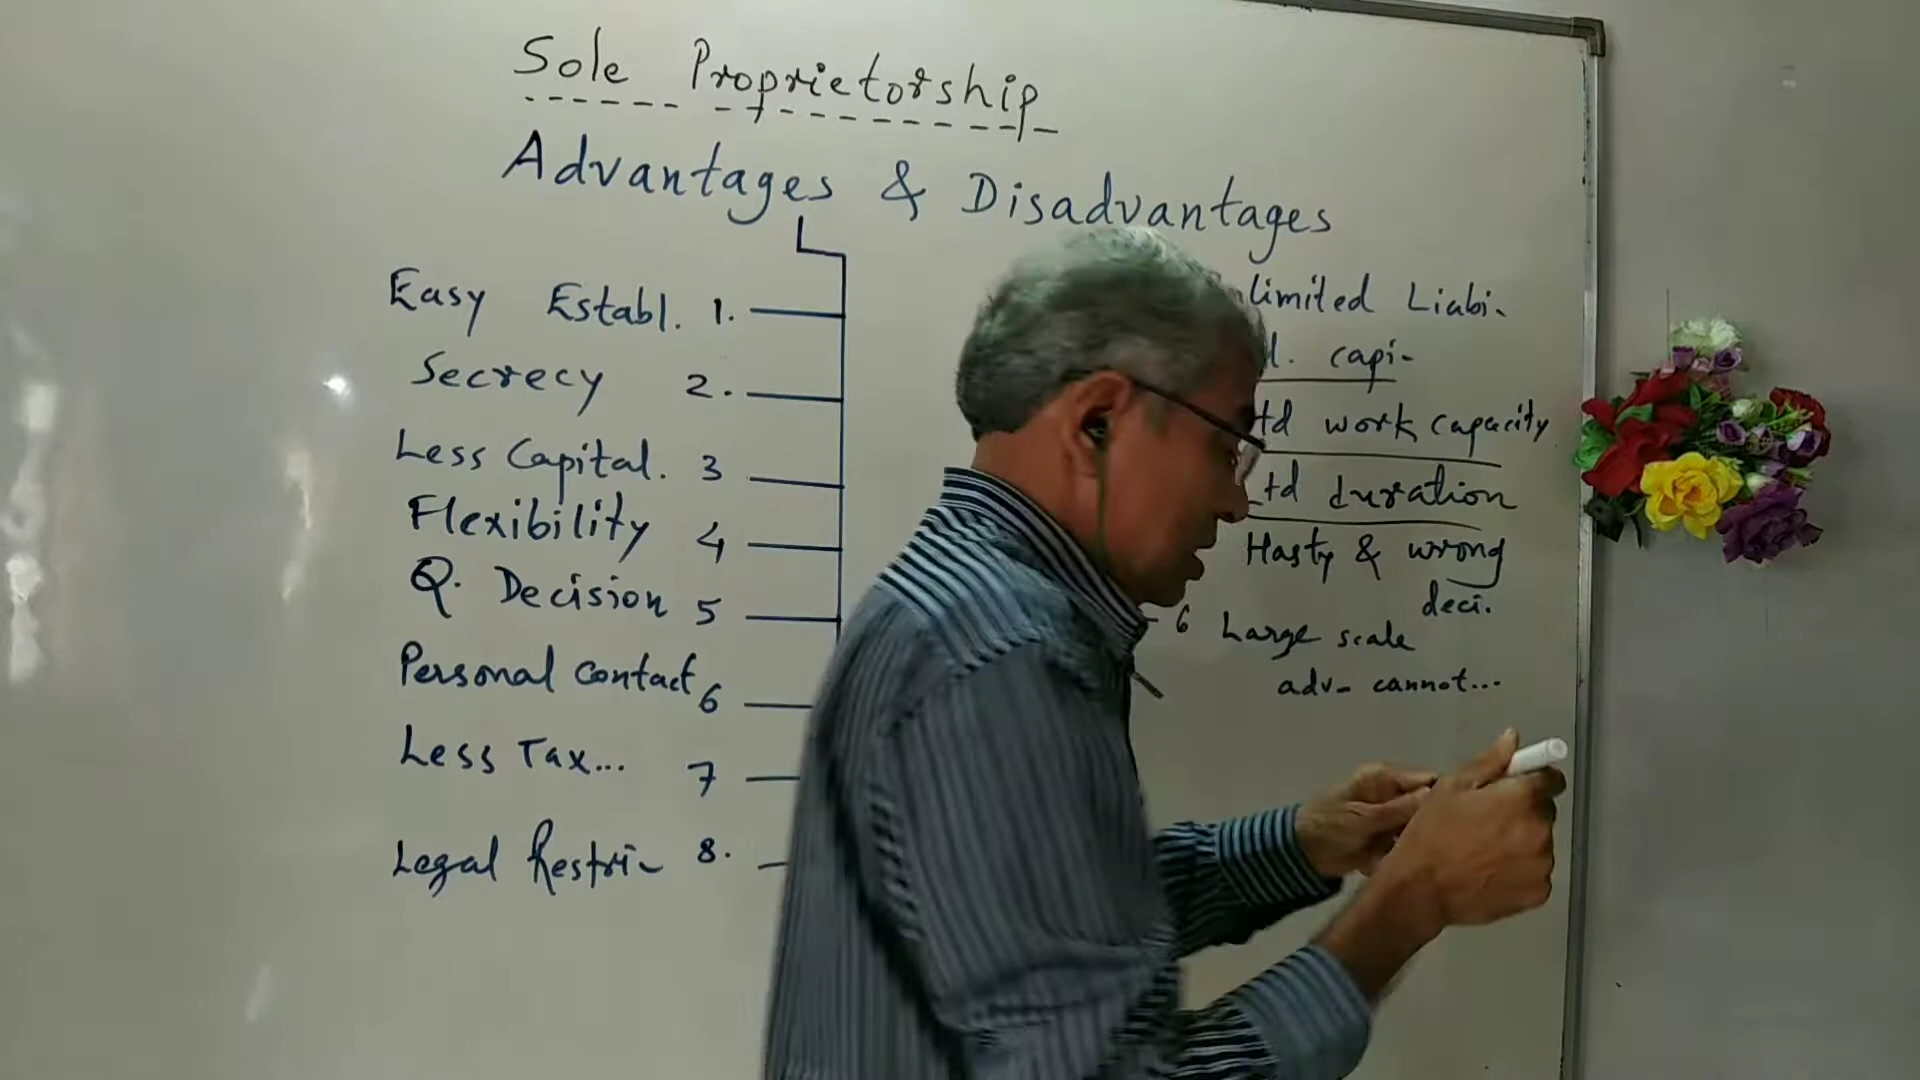 Sole Proprietorship
Advantages & Disadvantages
Easy Establ. 1.
Secrecy 2.
Less Capital. 3
Flexibility 4
Q. Decision 5
Personal Contact 6
Less Tax... 7
Legal Restri- 8.
limited Liabi.
capi-
td work capacity
td duration
Hasty & wrong
deci.
6 Large scale
adv- cannot...